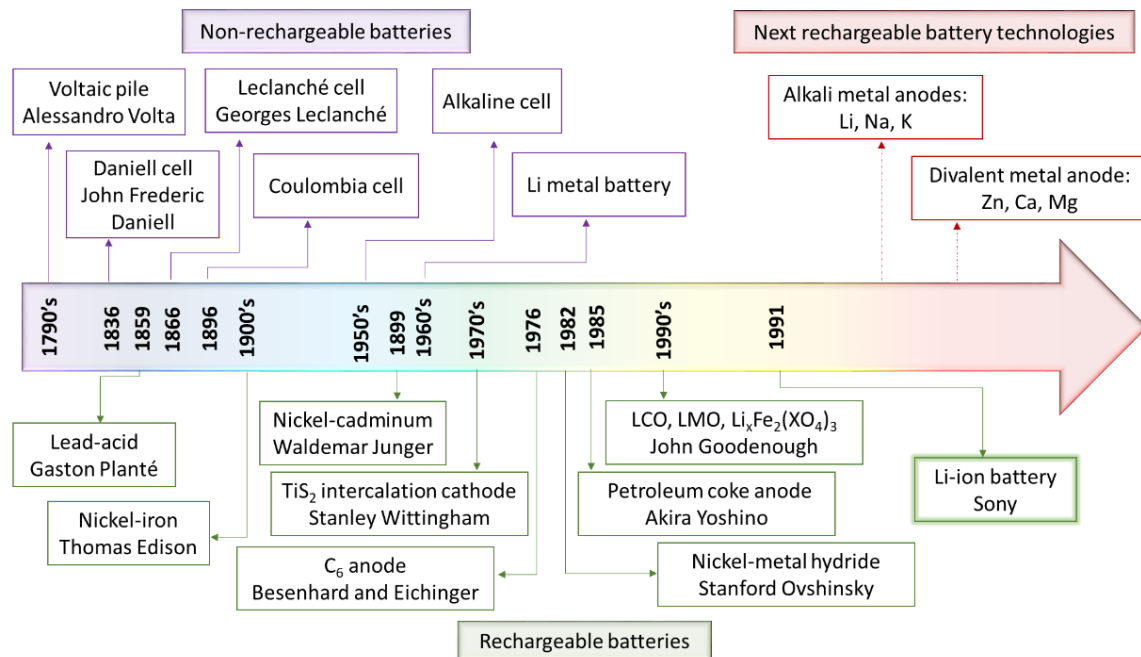 Non-rechargeable batteries
Next rechargeable battery technologies
Voltaic pile
Alessandro Volta
Leclanché cell
Georges Leclanché
Alkaline cell
Alkali metal anodes:
Li, Na, K
Daniell cell
John Frederic
Daniell
Coulombia cell
Li metal battery
Divalent metal anode:
Zn, Ca, Mg
1790's
1836
1859
1866
1896
1900's
1950's
1899
1960's
1970's
1976
1982
1985
1990's
1991
Lead-acid
Gaston Planté
Nickel-cadminum
Waldemar Junger
LCO, LMO, LiₓFe₂(XO₄)₃
John Goodenough
Li-ion battery
Sony
Nickel-iron
Thomas Edison
TiS₂ intercalation cathode
Stanley Wittingham
Petroleum coke anode
Akira Yoshino
C₆ anode
Besenhard and Eichinger
Nickel-metal hydride
Stanford Ovshinsky
Rechargeable batteries